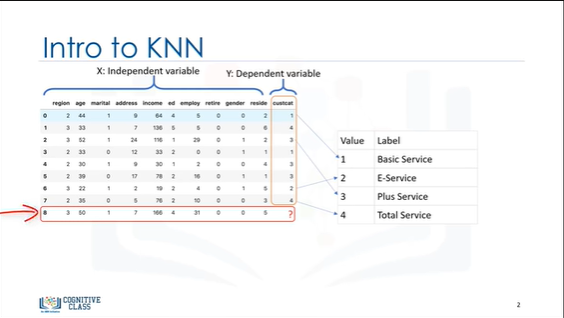 Intro to KNN
X: Independent variable
Y: Dependent variable
region age marital address income ed employ retire gender reside custcat
0 2 44 1 9 64 4 5 0 0 2 1
1 3 33 1 7 136 5 5 0 0 6 4
2 3 52 1 24 116 1 29 0 1 2 3
3 2 33 0 12 33 2 0 0 1 1 1
4 2 30 1 9 30 1 2 0 0 4 3
5 2 39 0 17 78 2 16 0 1 1 3
6 3 22 1 2 19 2 4 0 1 5 2
7 2 35 0 5 76 2 10 0 0 3 4
8 3 50 1 7 166 4 31 0 0 5 ?
Value Label
1 Basic Service
2 E-Service
3 Plus Service
4 Total Service
COGNITIVE
CLASS
2